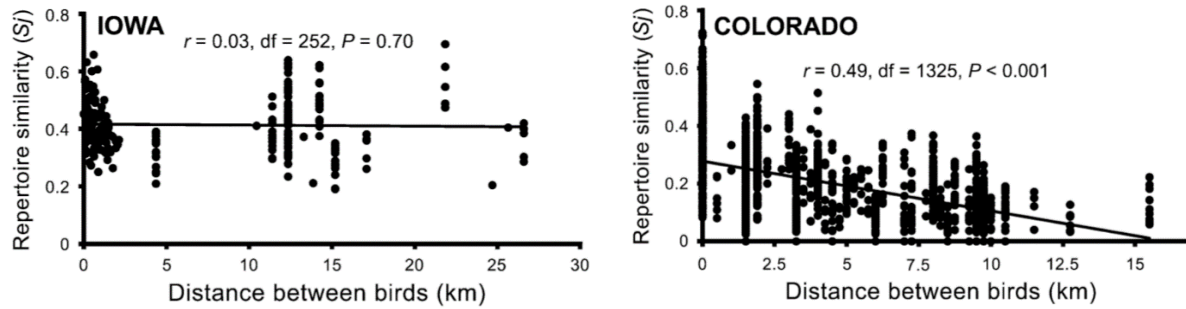 IOWA
r = 0.03, df = 252, P = 0.70
Repertoire similarity (Sj)
0.8
0.6
0.4
0.2
0
0 5 10 15 20 25 30
Distance between birds (km)
COLORADO
r = 0.49, df = 1325, P < 0.001
Repertoire similarity (Sj)
0.8
0.6
0.4
0.2
0
0 2.5 5 7.5 10 12.5 15
Distance between birds (km)